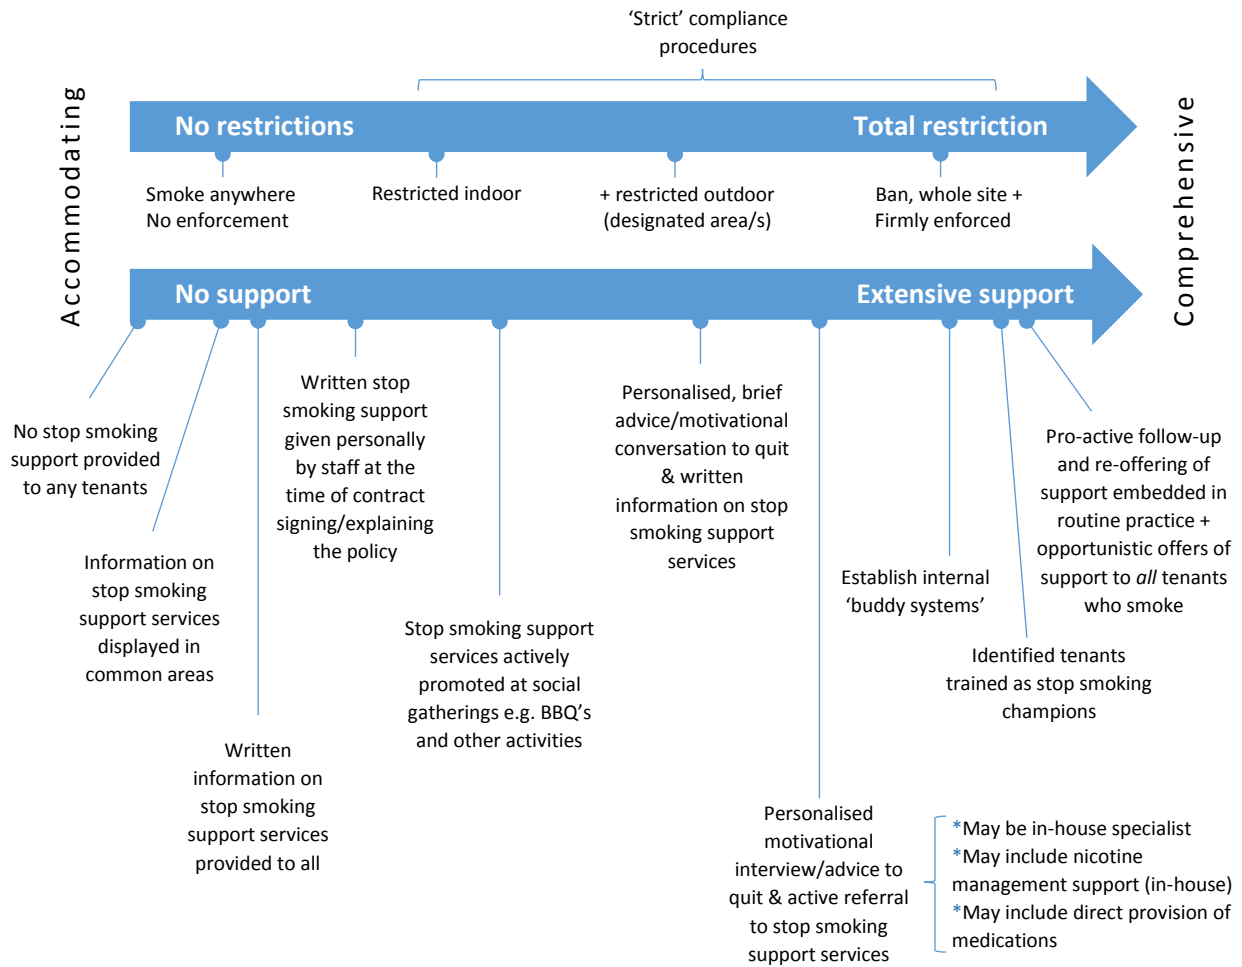 ‘Strict’ compliance
procedures
Accommodating
No restrictions
Total restriction
Comprehensive
Smoke anywhere
No enforcement
Restricted indoor
+ restricted outdoor
(designated area/s)
Ban, whole site +
Firmly enforced
No support
Extensive support
No stop smoking
support provided
to any tenants
Information on
stop smoking
support services
displayed in
common areas
Written
information on
stop smoking
support services
provided to all
Written stop
smoking support
given personally
by staff at the
time of contract
signing/explaining
the policy
Stop smoking support
services actively
promoted at social
gatherings e.g. BBQ’s
and other activities
Personalised, brief
advice/motivational
conversation to quit
& written
information on stop
smoking support
services
Personalised
motivational
interview/advice to
quit & active referral
to stop smoking
support services
*May be in-house specialist
*May include nicotine
management support (in-house)
*May include direct provision of
medications
Establish internal
‘buddy systems’
Identified tenants
trained as stop smoking
champions
Pro-active follow-up
and re-offering of
support embedded in
routine practice +
opportunistic offers of
support to all tenants
who smoke